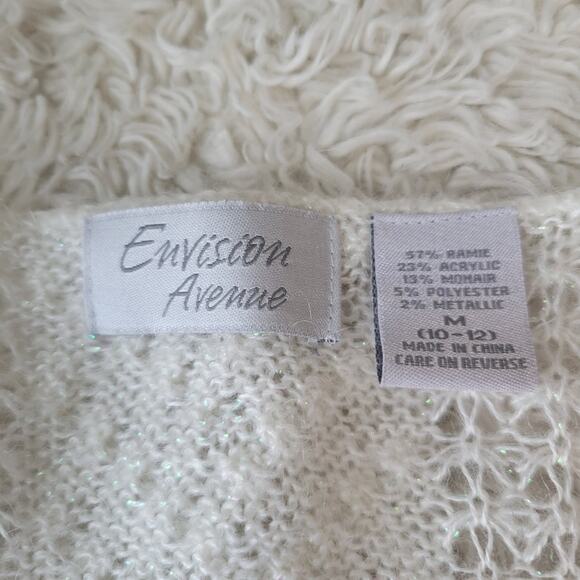 Envision
Avenue
57% RAMIE
23% ACRYLIC
13% MOHAIR
5% POLYESTER
2% METALLIC
M
(10-12)
MADE IN CHINA
CARE ON REVERSE